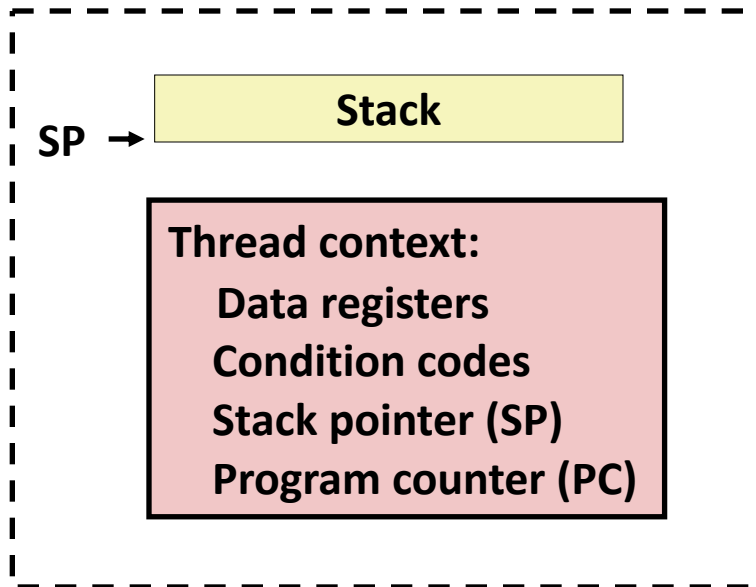 Stack
SP
Thread context:
Data registers
Condition codes
Stack pointer (SP)
Program counter (PC)